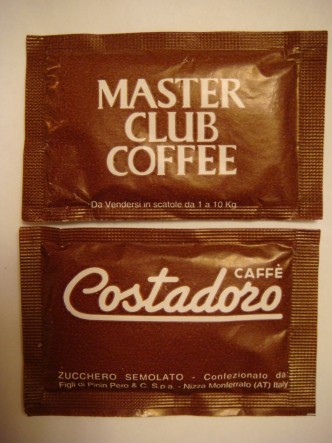 MASTER
CLUB
COFFEE
Da Vendersi in scatole da 1 a 10 Kg
CAFFÈ
Costadoro
ZUCCHERO SEMOLATO - Confezionato da
Figli di Pinin Pero & C. S.p.a. - Nizza Monferrato (AT) Italy